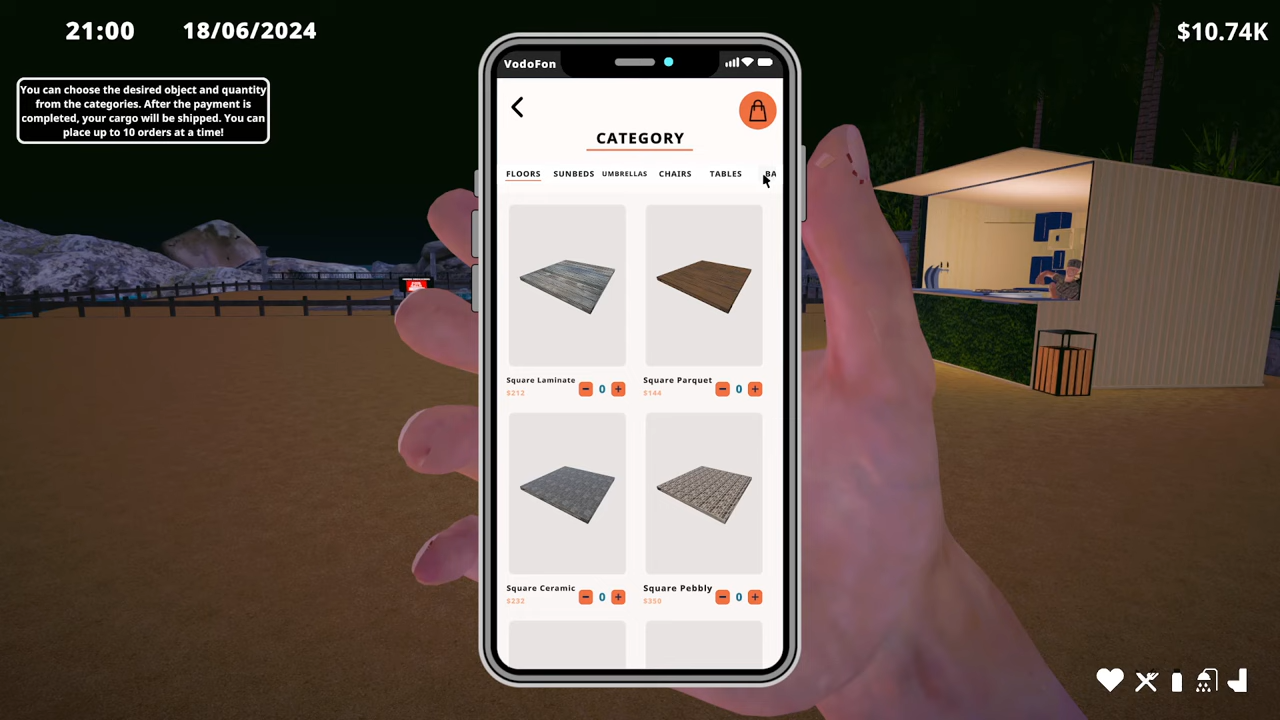 21:00 18/06/2024
$10.74K
You can choose the desired object and quantity
from the categories. After the payment is
completed, your cargo will be shipped. You can
place up to 10 orders at a time!
VodoFon
CATEGORY
FLOORS SUNBEDS UMBRELLAS CHAIRS TABLES BA
Square Laminate
$212
0
Square Parquet
$144
0
Square Ceramic
$232
0
Square Pebbly
$350
0